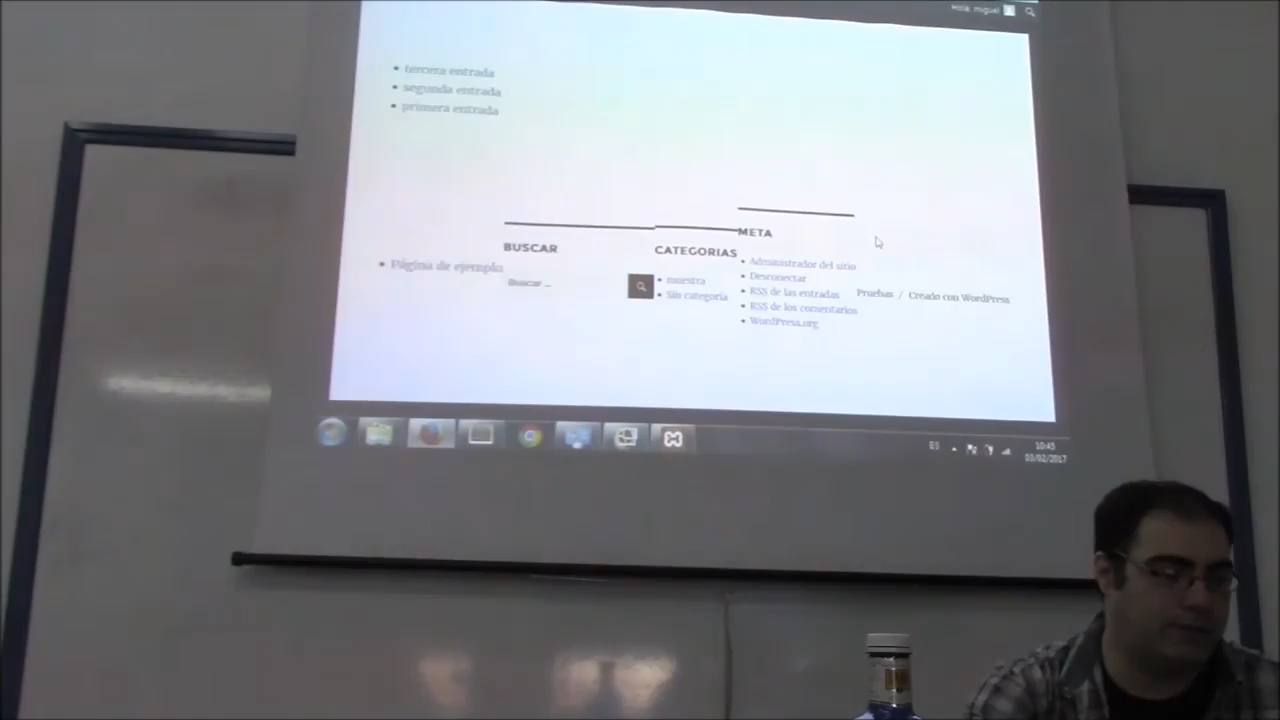 Hola, miguel
tercera entrada
segunda entrada
primera entrada
Página de ejemplo
BUSCAR
Buscar ...
CATEGORIAS
muestra
Sin categoría
META
Administrador del sitio
Desconectar
RSS de las entradas
RSS de los comentarios
WordPress.org
Pruebas / Creado con WordPress
ES
10:45
03/02/2017